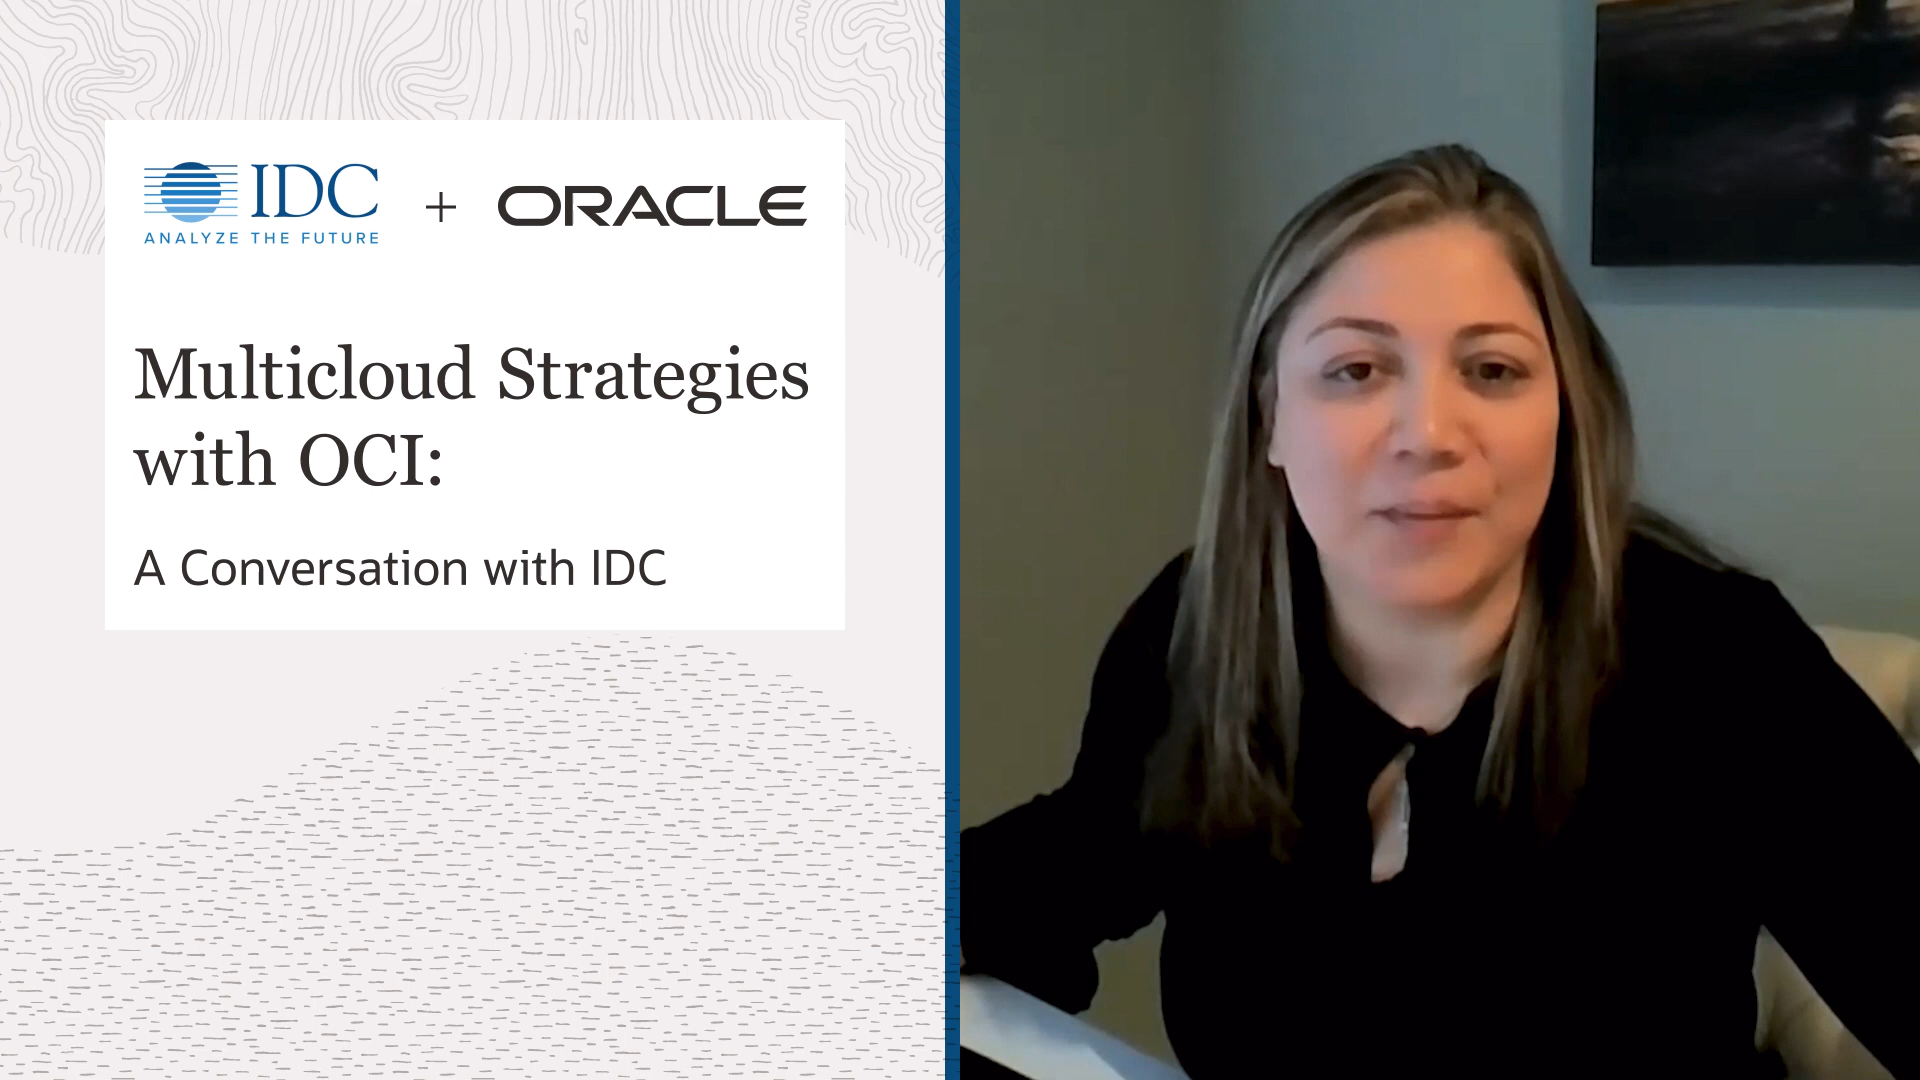 IDC
ANALYZE THE FUTURE
+
ORACLE
Multicloud Strategies
with OCI:
A Conversation with IDC